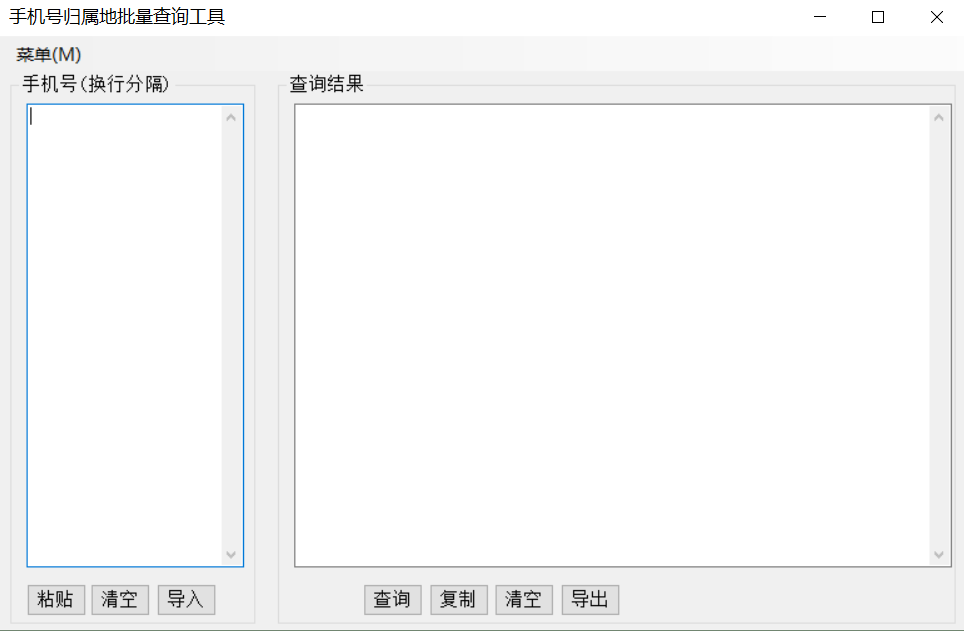 手机号归属地批量查询工具
菜单(M)
手机号(换行分隔)
查询结果
粘贴 清空 导入
查询 复制 清空 导出